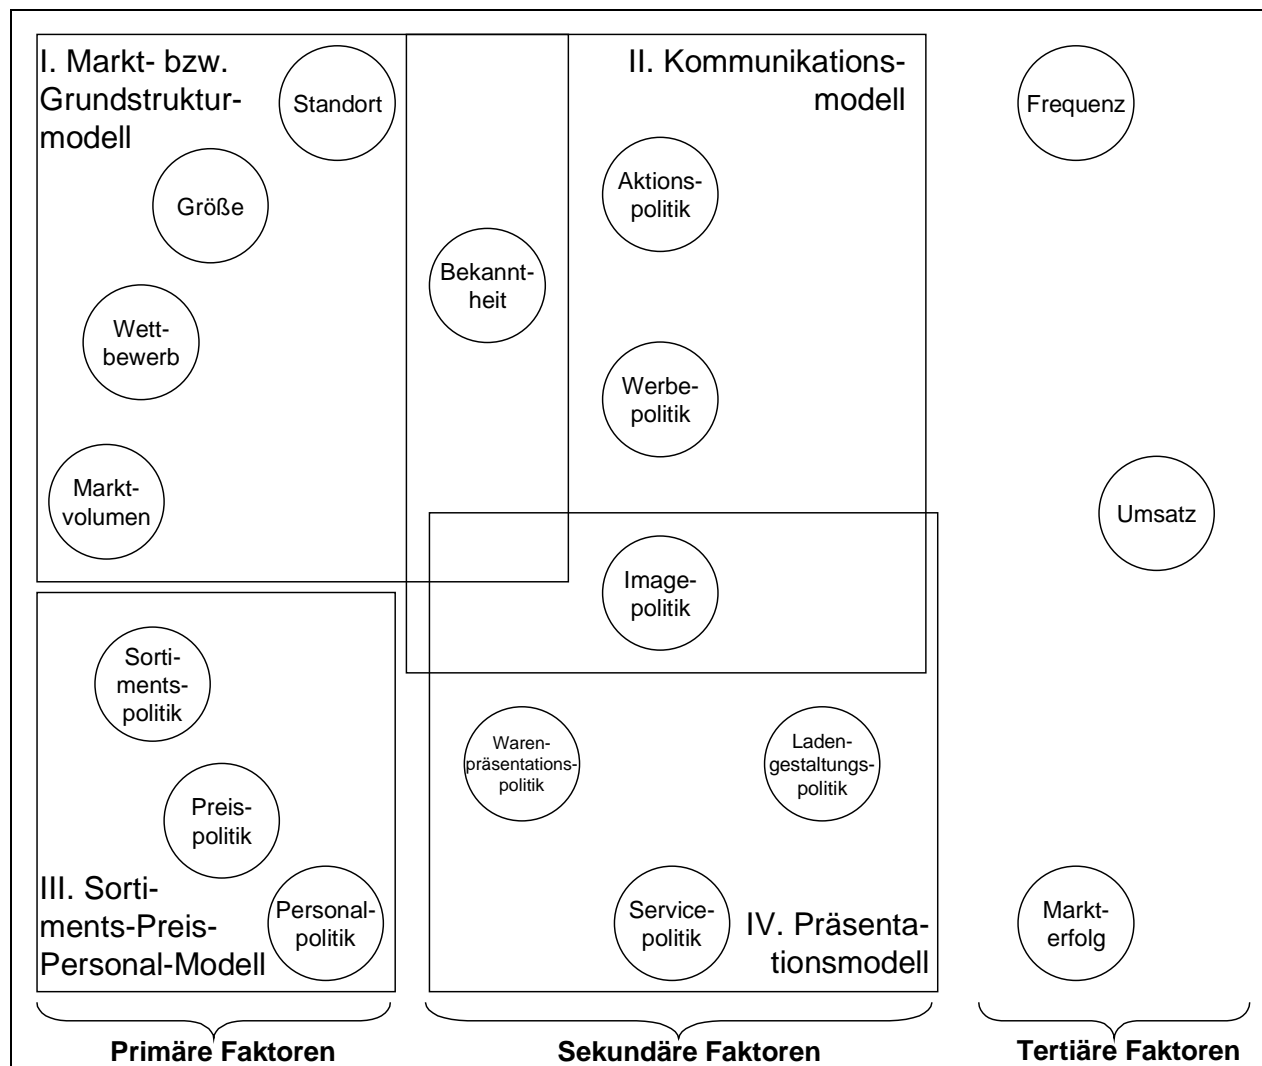 I. Markt- bzw.
Grundstruktur-
modell
Standort
Größe
Wett-
bewerb
Markt-
volumen
Bekannt-
heit
II. Kommunikations-
modell
Aktions-
politik
Werbe-
politik
Image-
politik
Frequenz
Umsatz
Markt-
erfolg
Sorti-
ments-
politik
Preis-
politik
Personal-
politik
III. Sorti-
ments-Preis-
Personal-Modell
Waren-
präsentations-
politik
Laden-
gestaltungs-
politik
Service-
politik
IV. Präsenta-
tionsmodell
Primäre Faktoren
Sekundäre Faktoren
Tertiäre Faktoren